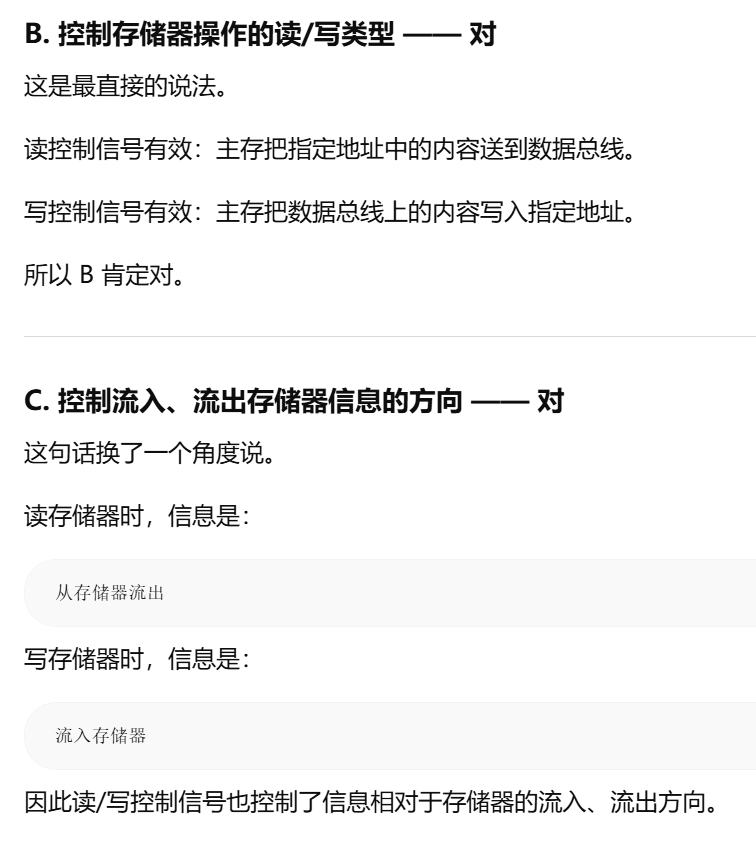 B. 控制存储器操作的读/写类型 —— 对
这是最直接的说法。
读控制信号有效：主存把指定地址中的内容送到数据总线。
写控制信号有效：主存把数据总线上的内容写入指定地址。
所以 B 肯定对。
C. 控制流入、流出存储器信息的方向 —— 对
这句话换了一个角度说。
读存储器时，信息是：
从存储器流出
写存储器时，信息是：
流入存储器
因此读/写控制信号也控制了信息相对于存储器的流入、流出方向。